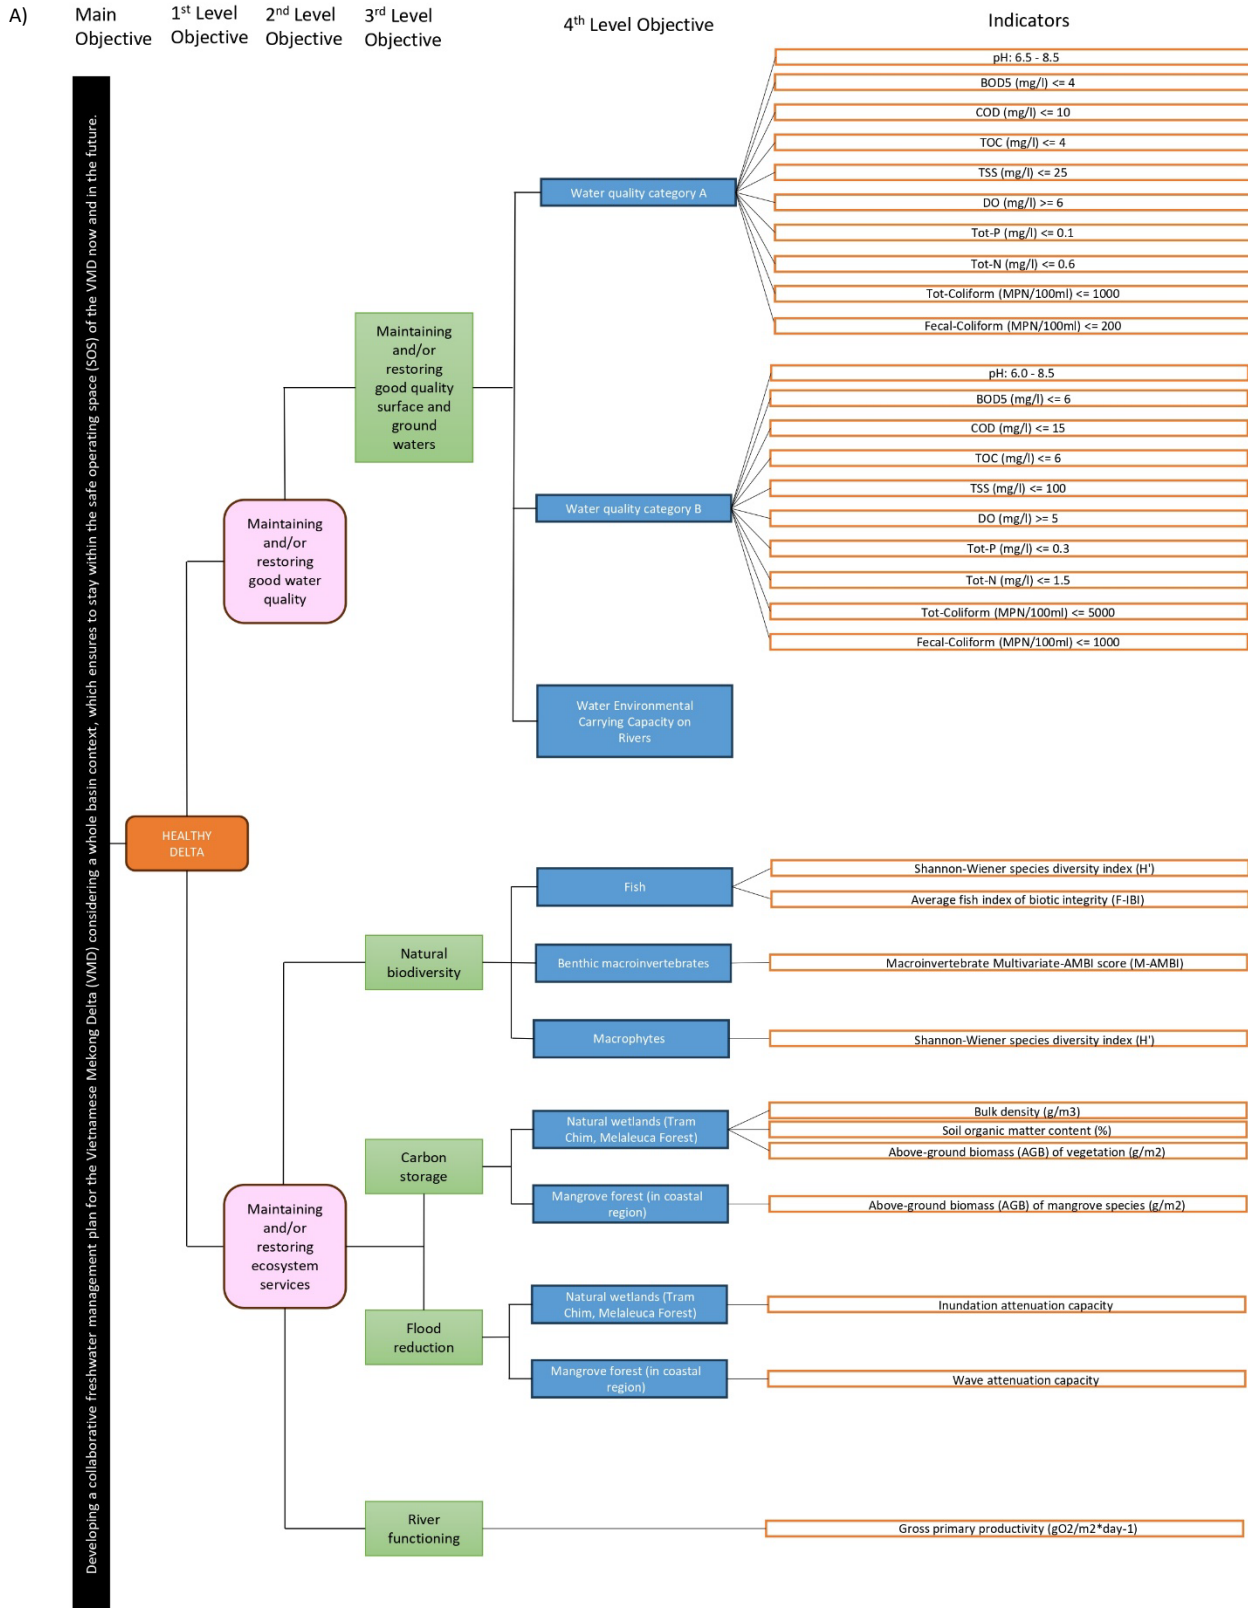 A)
Main
Objective
1st Level
Objective
2nd Level
Objective
3rd Level
Objective
4th Level Objective
Indicators
Developing a collaborative freshwater management plan for the Vietnamese Mekong Delta (VMD) considering a whole basin context, which ensures to stay within the safe operating space (SOS) of the VMD now and in the future.
HEALTHY
DELTA
Maintaining
and/or
restoring
good water
quality
Maintaining
and/or
restoring
good quality
surface and
ground
waters
Water quality category A
pH: 6.5 - 8.5
BOD5 (mg/l) <= 4
COD (mg/l) <= 10
TOC (mg/l) <= 4
TSS (mg/l) <= 25
DO (mg/l) >= 6
Tot-P (mg/l) <= 0.1
Tot-N (mg/l) <= 0.6
Tot-Coliform (MPN/100ml) <= 1000
Fecal-Coliform (MPN/100ml) <= 200
Water quality category B
pH: 6.0 - 8.5
BOD5 (mg/l) <= 6
COD (mg/l) <= 15
TOC (mg/l) <= 6
TSS (mg/l) <= 100
DO (mg/l) >= 5
Tot-P (mg/l) <= 0.3
Tot-N (mg/l) <= 1.5
Tot-Coliform (MPN/100ml) <= 5000
Fecal-Coliform (MPN/100ml) <= 1000
Water Environmental
Carrying Capacity on
Rivers
Maintaining
and/or
restoring
ecosystem
services
Natural
biodiversity
Fish
Shannon-Wiener species diversity index (H')
Average fish index of biotic integrity (F-IBI)
Benthic macroinvertebrates
Macroinvertebrate Multivariate-AMBI score (M-AMBI)
Macrophytes
Shannon-Wiener species diversity index (H')
Carbon
storage
Natural wetlands (Tram
Chim, Melaleuca Forest)
Bulk density (g/m3)
Soil organic matter content (%)
Above-ground biomass (AGB) of vegetation (g/m2)
Mangrove forest (in coastal
region)
Above-ground biomass (AGB) of mangrove species (g/m2)
Flood
reduction
Natural wetlands (Tram
Chim, Melaleuca Forest)
Inundation attenuation capacity
Mangrove forest (in coastal
region)
Wave attenuation capacity
River
functioning
Gross primary productivity (gO2/m2*day-1)